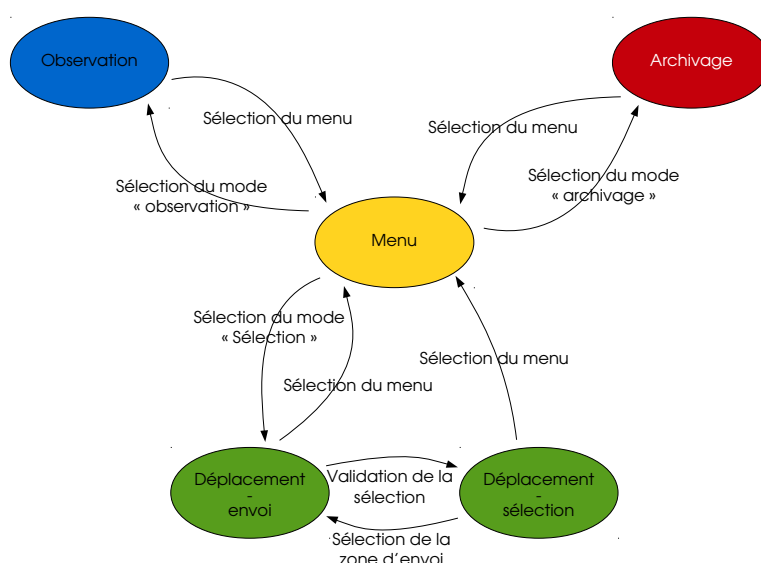 Observation
Archivage
Sélection du menu
Sélection du menu
Sélection du mode
« observation »
Sélection du mode
« archivage »
Menu
Sélection du mode
« Sélection »
Sélection du menu
Sélection du menu
Déplacement
-
envoi
Validation de la
sélection
Déplacement
-
sélection
Sélection de la
zone d'envoi